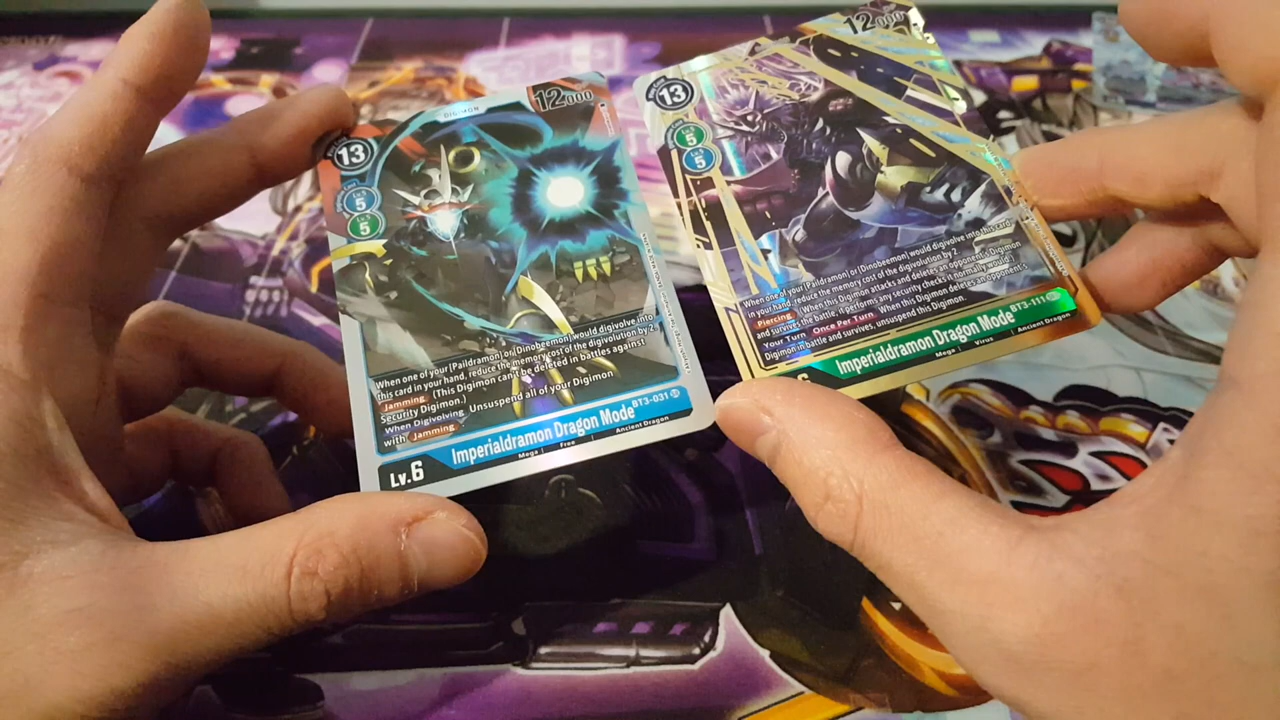 DIGIMON
12000
13
Lv.5
5
Lv.5
5
When one of your [Paildramon] or [Dinobeemon] would digivolve into
this card in your hand, reduce the memory cost of the digivolution by 2.
Jamming (This Digimon can't be deleted in battles against
Security Digimon.)
When Digivolving Unsuspend all of your Digimon
with Jamming
BT3-031 SR
Imperialdramon Dragon Mode
Lv.6
Mega | Free | Ancient Dragon
12000
13
Lv.5
5
Lv.5
5
When one of your [Paildramon] or [Dinobeemon] would digivolve into this card
in your hand, reduce the memory cost of the digivolution by 2.
Piercing (When this Digimon attacks and deletes an opponent's Digimon
and survives the battle, it performs any security checks it normally would.)
Your Turn Once Per Turn When this Digimon deletes an opponent's
Digimon in battle and survives, unsuspend this Digimon.
BT3-111
Imperialdramon Dragon Mode
Mega | Virus | Ancient Dragon